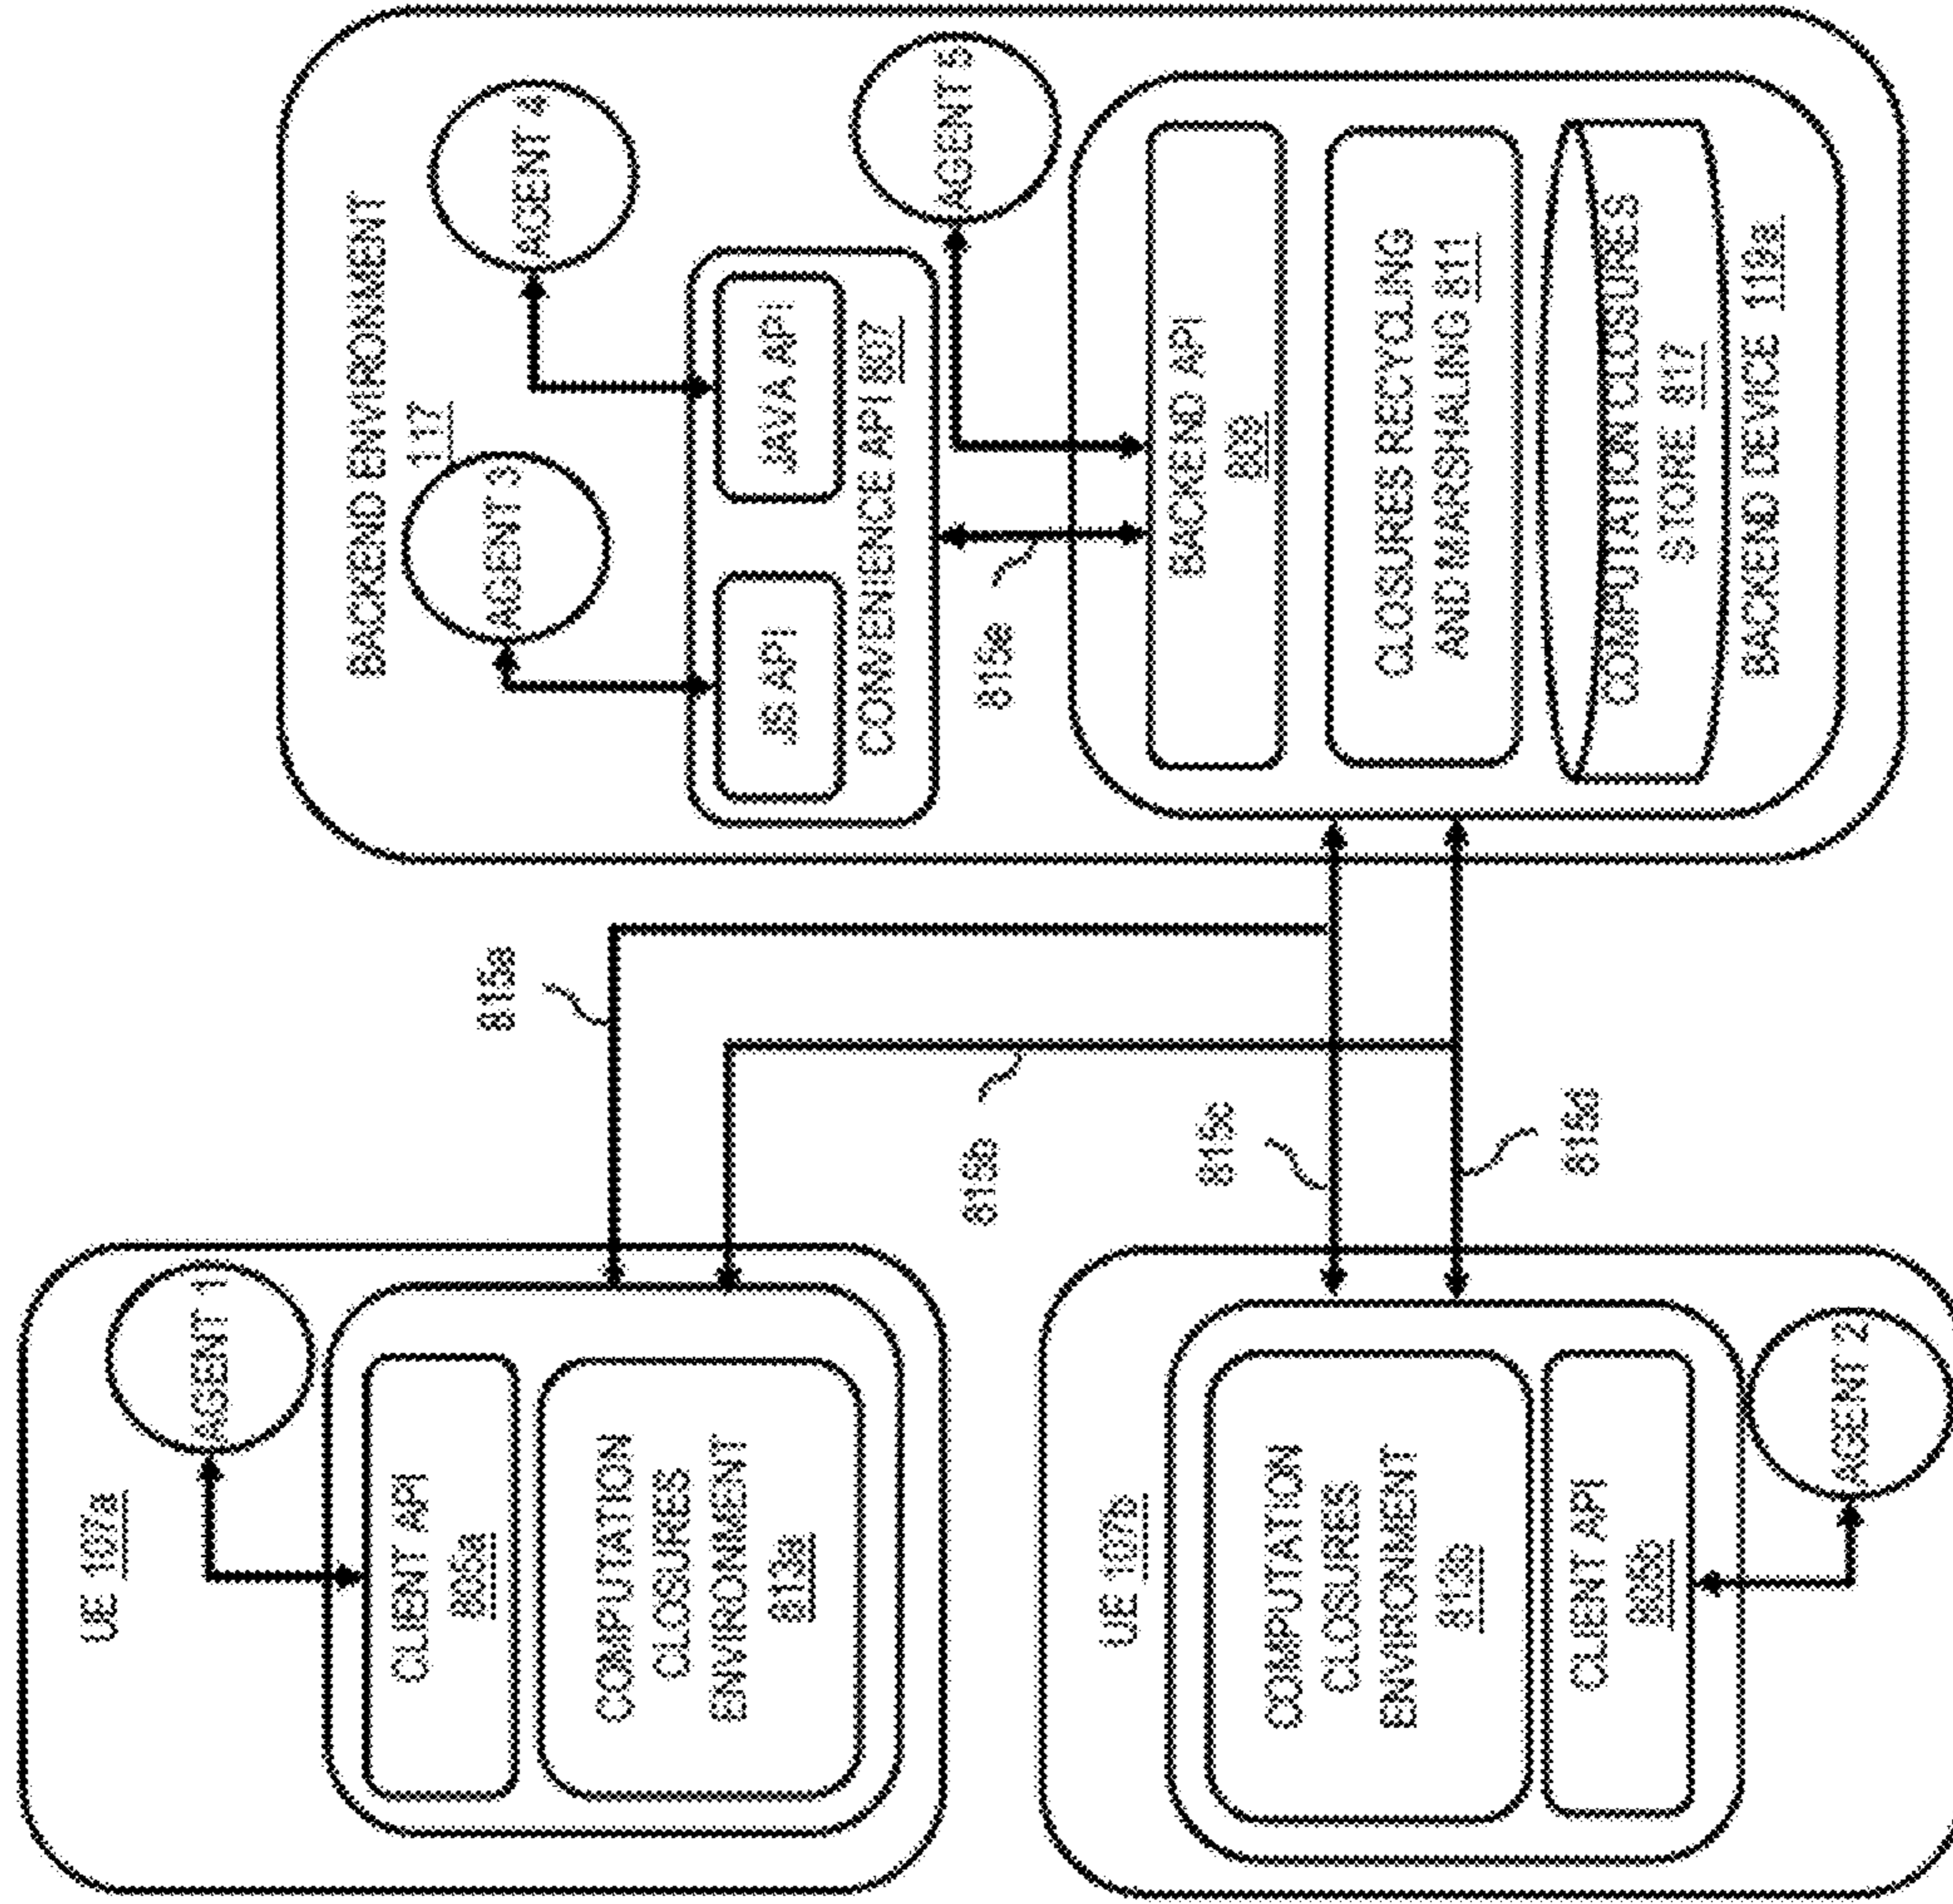 UE 107a
AGENT 1
CLIENT API
805a
COMPUTATION
CLOSURES
ENVIRONMENT
813a
UE 107b
COMPUTATION
CLOSURES
ENVIRONMENT
813b
CLIENT API
805b
AGENT 2
815a
815b
815c
815d
BACKEND ENVIRONMENT
117
AGENT 3
AGENT 4
JS API
JAVA API
CONVENIENCE API 807
AGENT 5
815e
BACKEND API
809
CLOSURES RECYCLING
AND MARSHALING 811
COMPUTATION CLOSURES
STORE 817
BACKEND DEVICE 119a